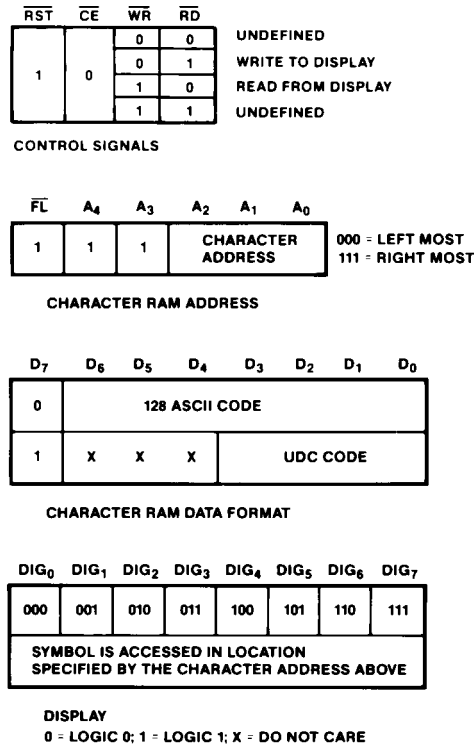 RST CE WR RD
0 0 UNDEFINED
0 1 WRITE TO DISPLAY
1 0 1 0 READ FROM DISPLAY
1 1 UNDEFINED
CONTROL SIGNALS
FL A4 A3 A2 A1 A0
1 1 1 CHARACTER ADDRESS 000 = LEFT MOST
111 = RIGHT MOST
CHARACTER RAM ADDRESS
D7 D6 D5 D4 D3 D2 D1 D0
0 128 ASCII CODE
1 X X X UDC CODE
CHARACTER RAM DATA FORMAT
DIG0 DIG1 DIG2 DIG3 DIG4 DIG5 DIG6 DIG7
000 001 010 011 100 101 110 111
SYMBOL IS ACCESSED IN LOCATION
SPECIFIED BY THE CHARACTER ADDRESS ABOVE
DISPLAY
0 = LOGIC 0; 1 = LOGIC 1; X = DO NOT CARE